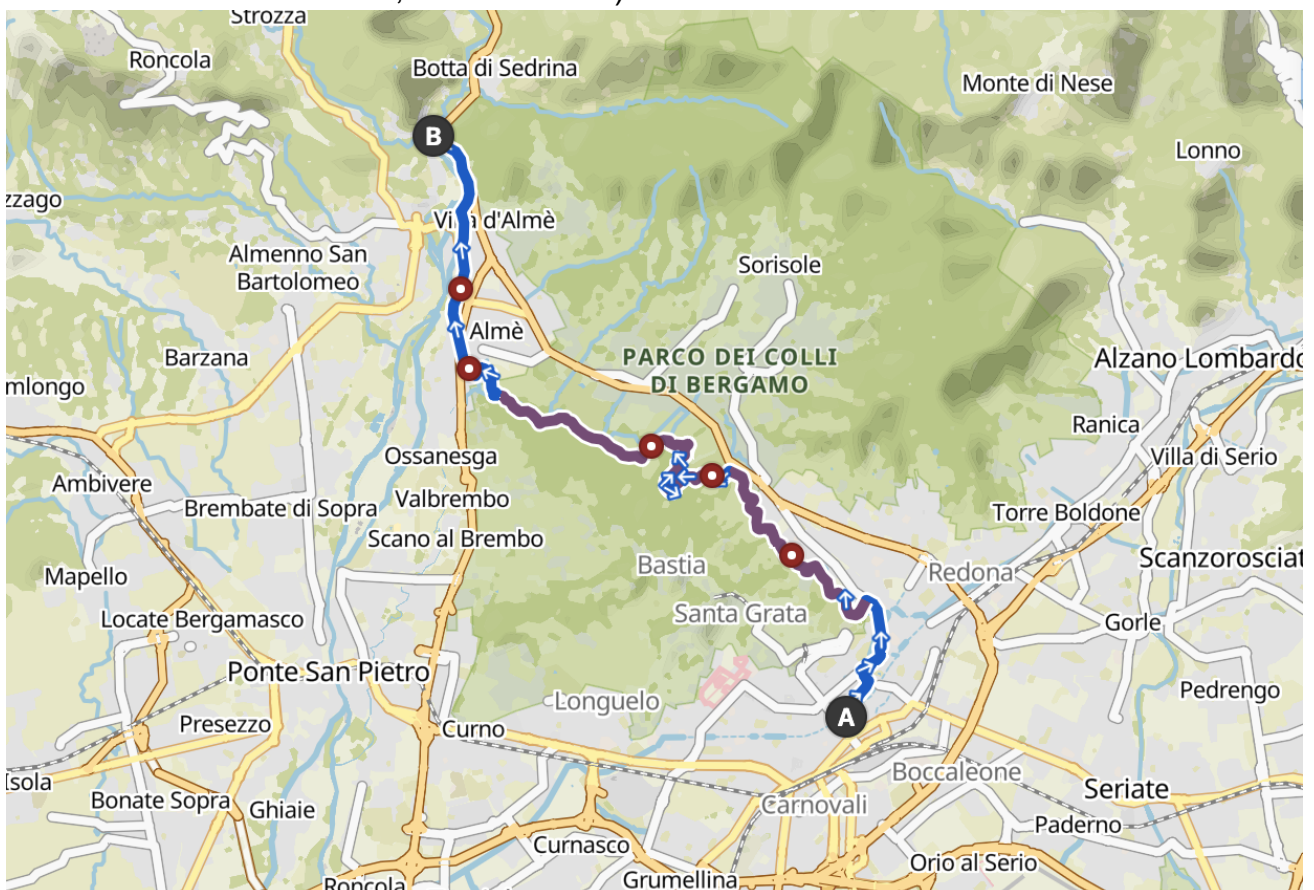 Strozza
Roncola
Botta di Sedrina
Monte di Nese
B
Lonno
zzago
Villa d'Almè
Almenno San
Bartolomeo
Sorisole
Almè
Barzana
PARCO DEI COLLI
DI BERGAMO
Alzano Lombardo
mlongo
Ranica
Ossanesga
Villa di Serio
Ambivere
Valbrembo
Brembate di Sopra
Torre Boldone
Scano al Brembo
Scanzorosciat
Bastia
Redona
Mapello
Santa Grata
Locate Bergamasco
Gorle
Ponte San Pietro
Longuelo
Pedrengo
A
Presezzo
Curno
Isola
Boccaleone
Seriate
Bonate Sopra
Ghiaie
Carnovali
Paderno
Curnasco
Orio al Serio
Roncola
Grumellina